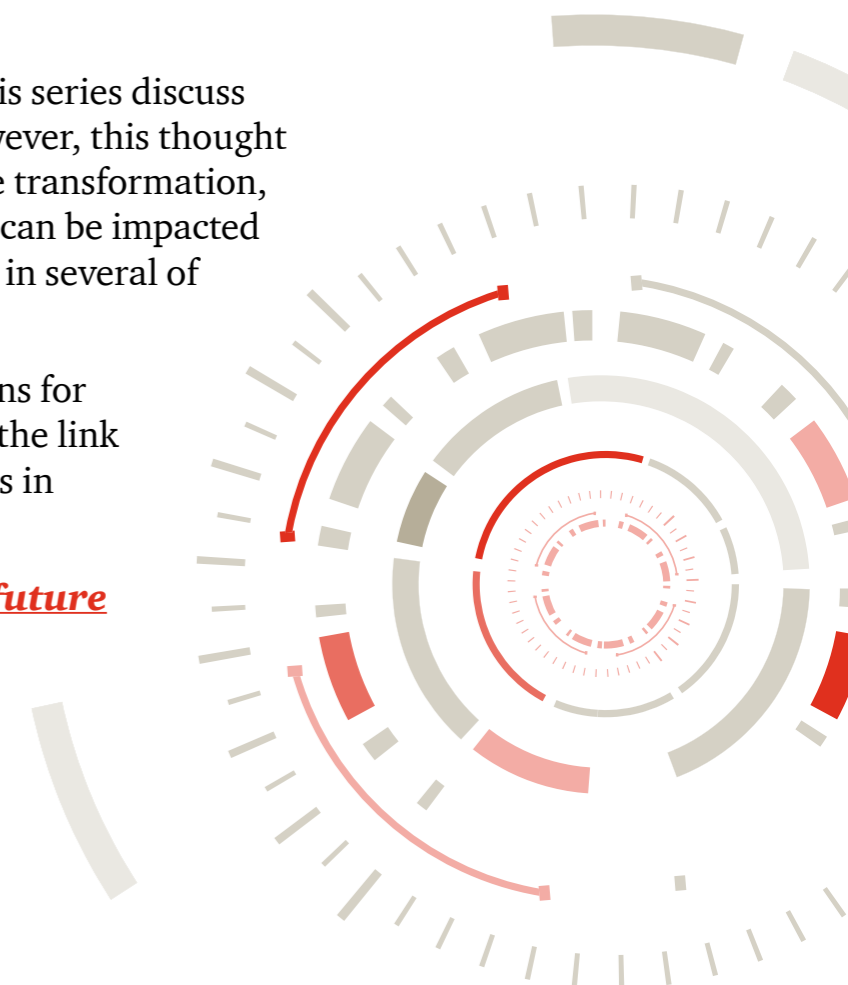 is series discuss
ever, this thought
transformation,
can be impacted
in several of
ns for
the link
s in
future